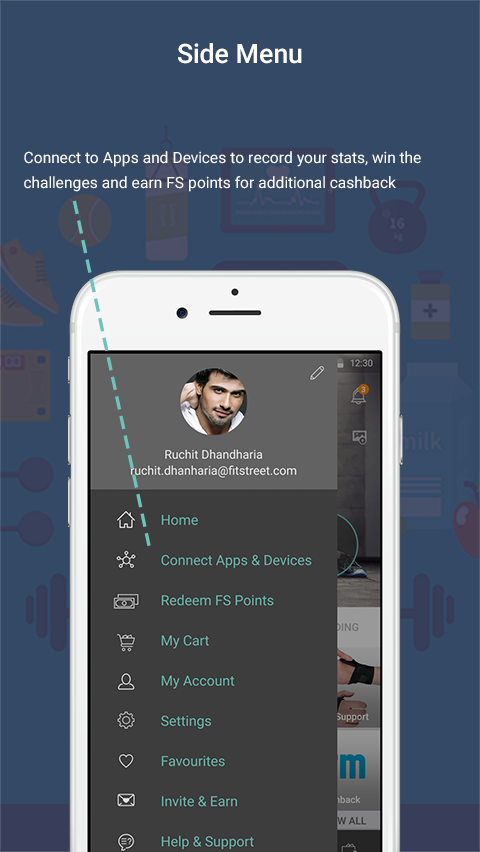 Side Menu
Connect to Apps and Devices to record your stats, win the
challenges and earn FS points for additional cashback
16
12:30
3
Ruchit Dhandharia
ruchit.dhanharia@fitstreet.com
milk
Home
Connect Apps & Devices
Redeem FS Points
DING
My Cart
My Account
Support
Settings
Favourites
m
Invite & Earn
hback
W ALL
Help & Support